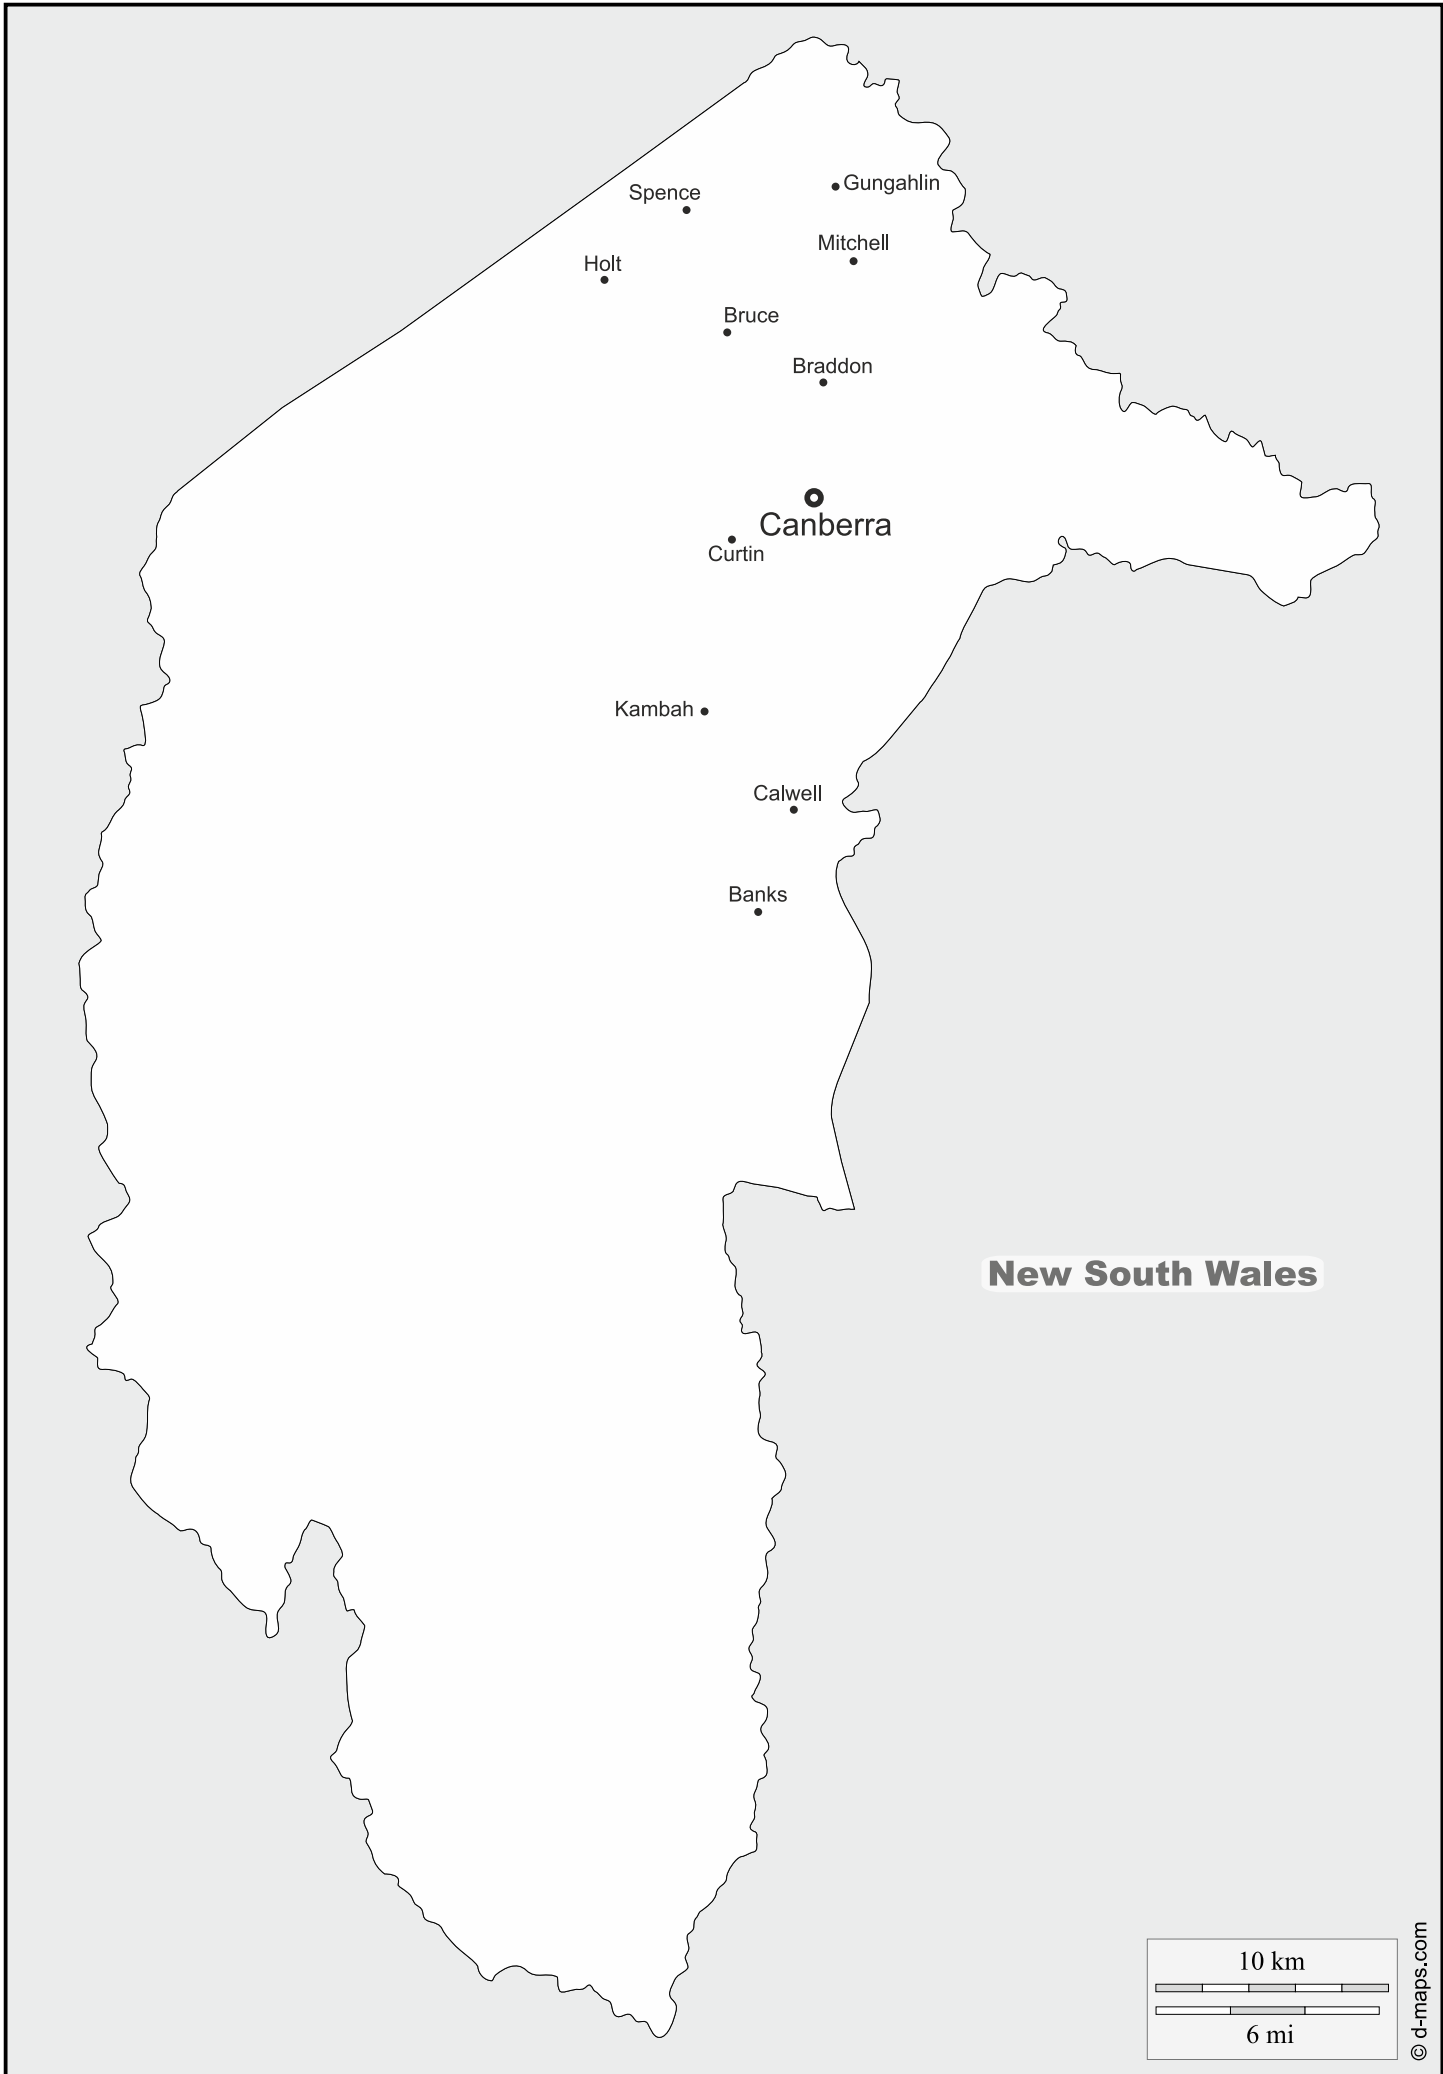 Gungahlin
Spence
Mitchell
Holt
Bruce
Braddon
Canberra
Curtin
Kambah
Calwell
Banks
New South Wales
10 km
6 mi
© d-maps.com